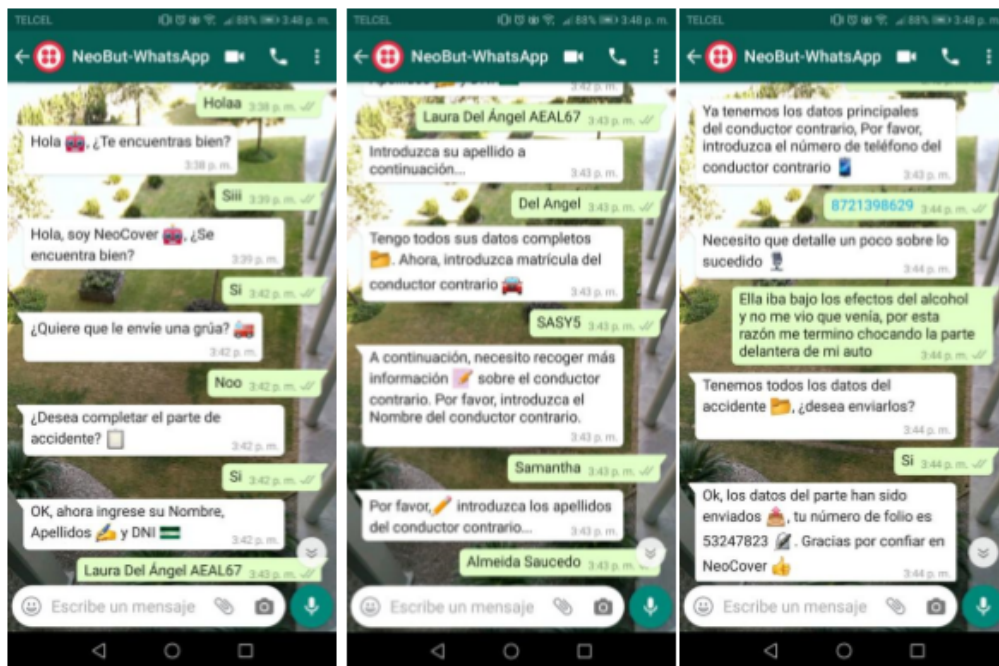 TELCEL 88% 3:48 p. m.
NeoBut-WhatsApp
Holaa 3:38 p. m.
Hola, ¿Te encuentras bien?
3:38 p. m.
Siii 3:39 p. m.
Hola, soy NeoCover, ¿Se
encuentra bien?
3:39 p. m.
Si 3:42 p. m.
¿Quiere que le envíe una grúa?
3:42 p. m.
Noo 3:42 p. m.
¿Desea completar el parte de
accidente?
3:42 p. m.
Si 3:42 p. m.
OK, ahora ingrese su Nombre,
Apellidos y DNI
3:42 p. m.
Laura Del Ángel AEAL67 3:43 p. m.
Escribe un mensaje
TELCEL 88% 3:48 p. m.
NeoBut-WhatsApp
3:42 p. m.
Laura Del Ángel AEAL67 3:43 p. m.
Introduzca su apellido a
continuación...
3:43 p. m.
Del Angel 3:43 p. m.
Tengo todos sus datos completos
. Ahora, introduzca matrícula del
conductor contrario
3:43 p. m.
SASY5 3:43 p. m.
A continuación, necesito recoger más
información sobre el conductor
contrario. Por favor, introduzca el
Nombre del conductor contrario.
3:43 p. m.
Samantha 3:43 p. m.
Por favor, introduzca los apellidos
del conductor contrario...
3:43 p. m.
Almeida Saucedo 3:43 p. m.
Escribe un mensaje
TELCEL 88% 3:48 p. m.
NeoBut-WhatsApp
Ya tenemos los datos principales
del conductor contrario, Por favor,
introduzca el número de teléfono del
conductor contrario
3:43 p. m.
8721398629 3:44 p. m.
Necesito que detalle un poco sobre lo
sucedido
3:44 p. m.
Ella iba bajo los efectos del alcohol
y no me vio que venía, por esta
razón me termino chocando la parte
delantera de mi auto
3:44 p. m.
Tenemos todos los datos del
accidente, ¿desea enviarlos?
3:44 p. m.
Si 3:44 p. m.
Ok, los datos del parte han sido
enviados, tu número de folio es
53247823. Gracias por confiar en
NeoCover
3:44 p. m.
Escribe un mensaje